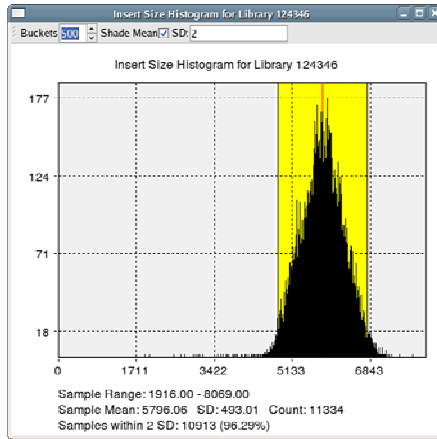 Insert Size Histogram for Library 124346
Buckets 500 Shade Mean SD: 2
Insert Size Histogram for Library 124346
177
124
71
18
0 1711 3422 5133 6843
Sample Range: 1916.00 - 8069.00
Sample Mean: 5796.06 SD: 493.01 Count: 11334
Samples within 2 SD: 10913 (96.29%)